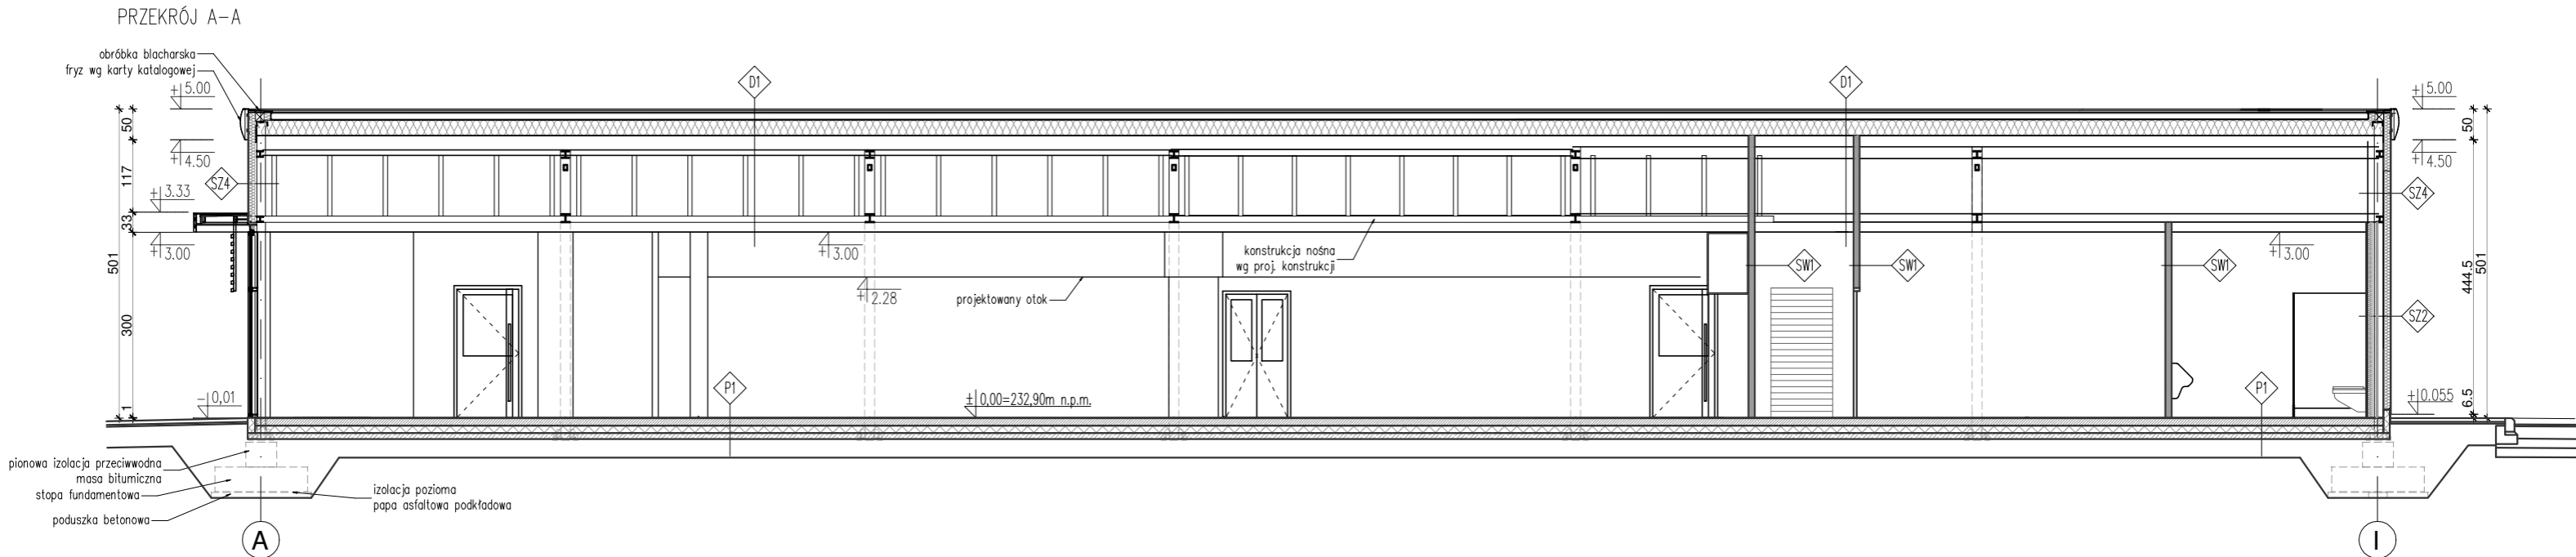 PRZEKRÓJ A-A
obróbka blacharska
fryz wg karty katalogowej
D1
D1
+5.00
+5.00
50
50
+4.50
+4.50
117
SZ4
SZ4
+3.33
33
+3.00
+3.00
+3.00
konstrukcja nośna
wg proj. konstrukcji
SW1
SW1
SW1
501
444.5
501
+2.28
projektowany otok
300
SZ2
P1
P1
-0,01
±0,00=232,90m n.p.m.
+0.055
1
6.5
pionowa izolacja przeciwwodna
masa bitumiczna
stopa fundamentowa
poduszka betonowa
izolacja pozioma
papa asfaltowa podkładowa
A
I